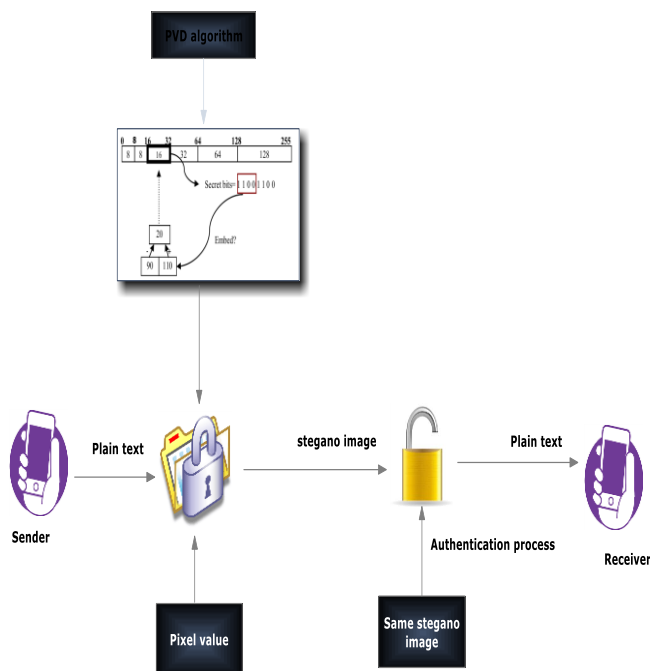 PVD algorithm
0 8 16 32 64 128 255
8 8 16 32 64 128
Secret bits= 1 1 0 0 1 1 0 0
20
Embed?
90 110
Plain text
stegano image
Plain text
Sender
Authentication process
Receiver
Pixel value
Same stegano
image